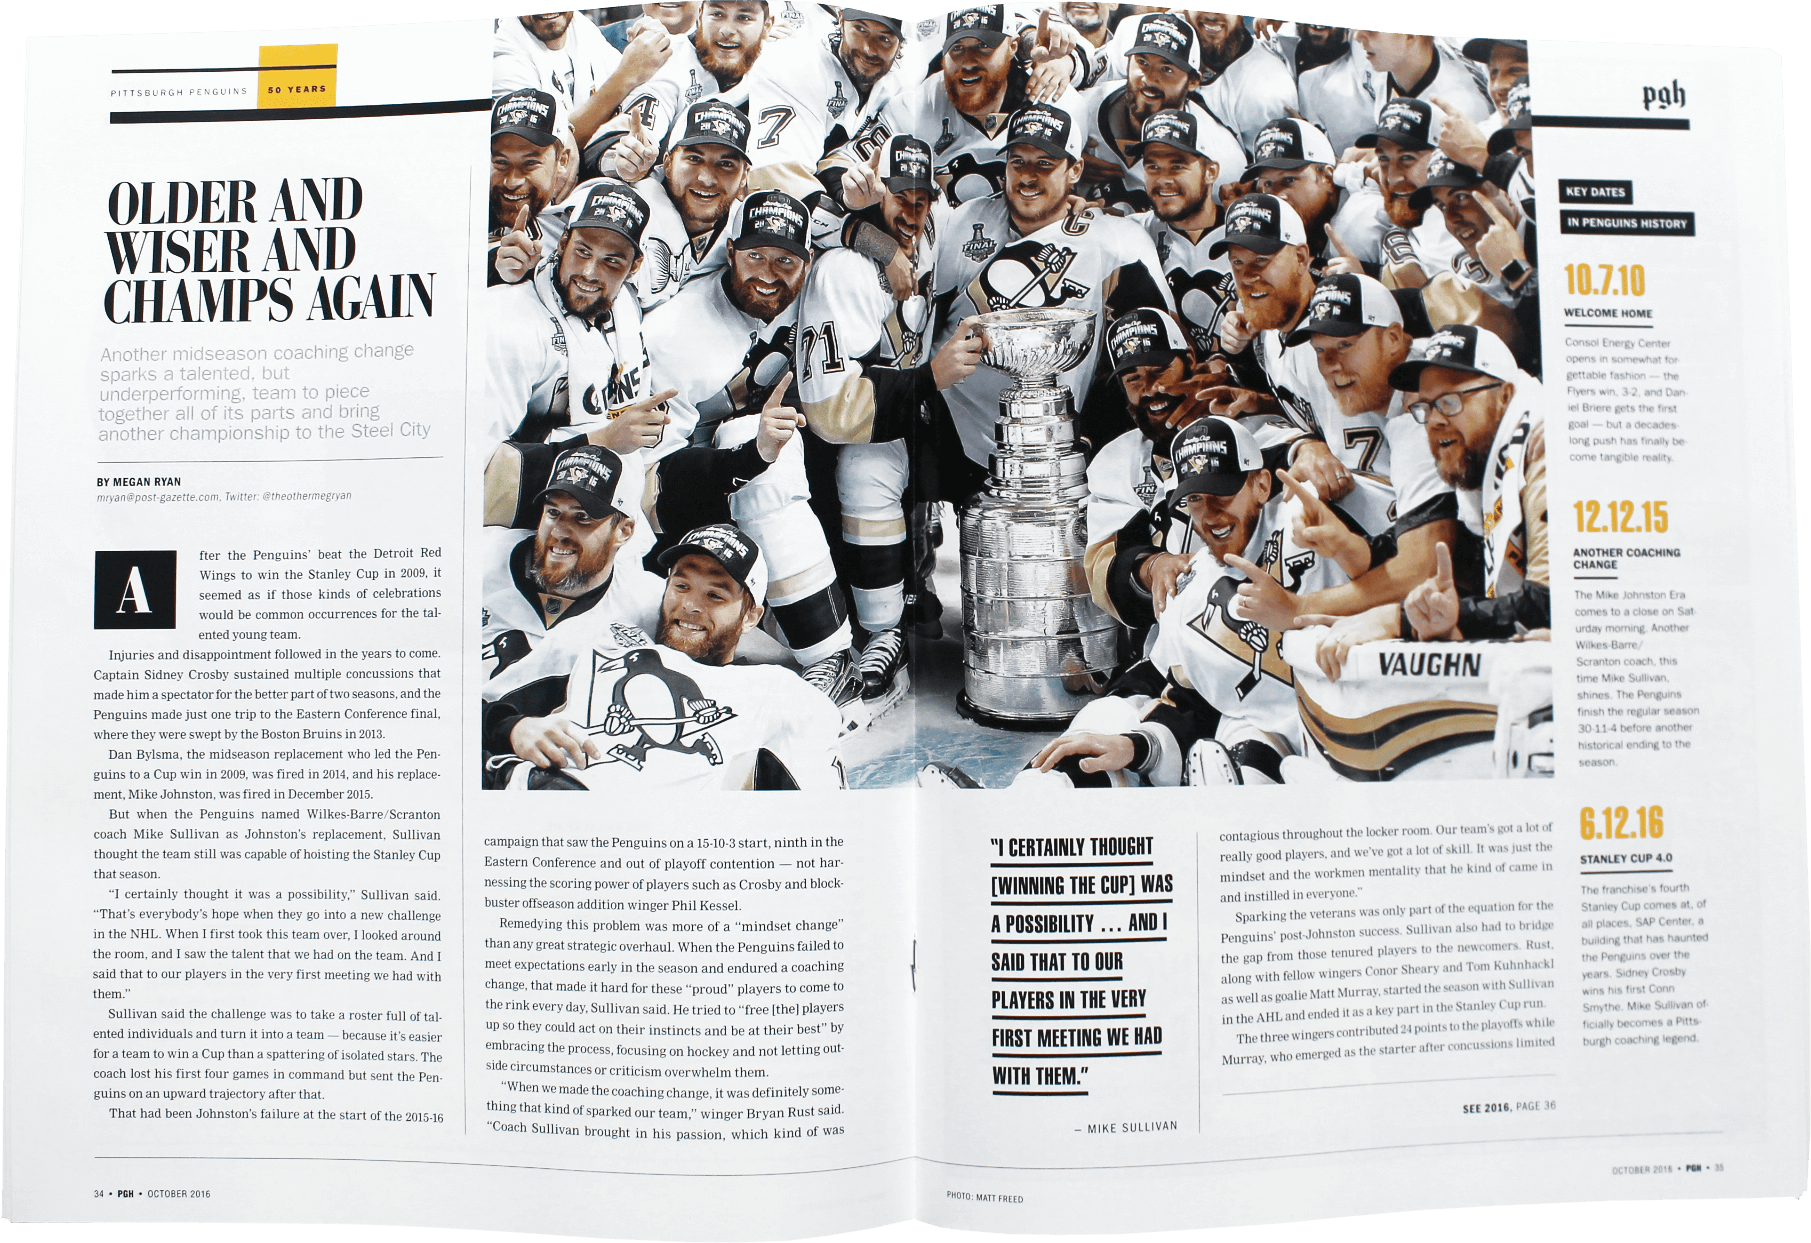 PITTSBURGH PENGUINS
50 YEARS
OLDER AND
WISER AND
CHAMPS AGAIN
Another midseason coaching change
sparks a talented, but
underperforming, team to piece
together all of its parts and bring
another championship to the Steel City
BY MEGAN RYAN
mryan@post-gazette.com, Twitter: @theothermegryan
After the Penguins' beat the Detroit Red
Wings to win the Stanley Cup in 2009, it
seemed as if those kinds of celebrations
would be common occurrences for the tal-
ented young team.
Injuries and disappointment followed in the years to come.
Captain Sidney Crosby sustained multiple concussions that
made him a spectator for the better part of two seasons, and the
Penguins made just one trip to the Eastern Conference final,
where they were swept by the Boston Bruins in 2013.
Dan Bylsma, the midseason replacement who led the Pen-
guins to a Cup win in 2009, was fired in 2014, and his replace-
ment, Mike Johnston, was fired in December 2015.
But when the Penguins named Wilkes-Barre/Scranton
coach Mike Sullivan as Johnston's replacement, Sullivan
thought the team still was capable of hoisting the Stanley Cup
that season.
"I certainly thought it was a possibility," Sullivan said.
"That's everybody's hope when they go into a new challenge
in the NHL. When I first took this team over, I looked around
the room, and I saw the talent that we had on the team. And I
said that to our players in the very first meeting we had with
them."
Sullivan said the challenge was to take a roster full of tal-
ented individuals and turn it into a team — because it's easier
for a team to win a Cup than a spattering of isolated stars. The
coach lost his first four games in command but sent the Pen-
guins on an upward trajectory after that.
That had been Johnston's failure at the start of the 2015-16
campaign that saw the Penguins on a 15-10-3 start, ninth in the
Eastern Conference and out of playoff contention — not har-
nessing the scoring power of players such as Crosby and block-
buster offseason addition winger Phil Kessel.
Remedying this problem was more of a "mindset change"
than any great strategic overhaul. When the Penguins failed to
meet expectations early in the season and endured a coaching
change, that made it hard for these "proud" players to come to
the rink every day, Sullivan said. He tried to "free [the] players
up so they could act on their instincts and be at their best" by
embracing the process, focusing on hockey and not letting out-
side circumstances or criticism overwhelm them.
"When we made the coaching change, it was definitely some-
thing that kind of sparked our team," winger Bryan Rust said.
"Coach Sullivan brought in his passion, which kind of was
"I CERTAINLY THOUGHT
[WINNING THE CUP] WAS
A POSSIBILITY ... AND I
SAID THAT TO OUR
PLAYERS IN THE VERY
FIRST MEETING WE HAD
WITH THEM."
– MIKE SULLIVAN
contagious throughout the locker room. Our team's got a lot of
really good players, and we've got a lot of skill. It was just the
mindset and the workmen mentality that he kind of came in
and instilled in everyone."
Sparking the veterans was only part of the equation for the
Penguins' post-Johnston success. Sullivan also had to bridge
the gap from those tenured players to the newcomers. Rust,
along with fellow wingers Conor Sheary and Tom Kuhnhackl
as well as goalie Matt Murray, started the season with Sullivan
in the AHL and ended it as a key part in the Stanley Cup run.
The three wingers contributed 24 points to the playoffs while
Murray, who emerged as the starter after concussions limited
SEE 2016, PAGE 36
pgh
KEY DATES
IN PENGUINS HISTORY
10.7.10
WELCOME HOME
Consol Energy Center
opens in somewhat for-
gettable fashion — the
Flyers win, 3-2, and Dan-
iel Briere gets the first
goal — but a decades-
long push has finally be-
come tangible reality.
12.12.15
ANOTHER COACHING
CHANGE
The Mike Johnston Era
comes to a close on Sat-
urday morning. Another
Wilkes-Barre/
Scranton coach, this
time Mike Sullivan,
shines. The Penguins
finish the regular season
30-11-4 before another
historical ending to the
season.
6.12.16
STANLEY CUP 4.0
The franchise's fourth
Stanley Cup comes at, of
all places, SAP Center, a
building that has haunted
the Penguins over the
years. Sidney Crosby
wins his first Conn
Smythe. Mike Sullivan of-
ficially becomes a Pitts-
burgh coaching legend.
CHAMPIONS
2016
FINAL
C
7
71
4
7
VAUGHN
34 • PGH • OCTOBER 2016
PHOTO: MATT FREED
OCTOBER 2016 • PGH • 35